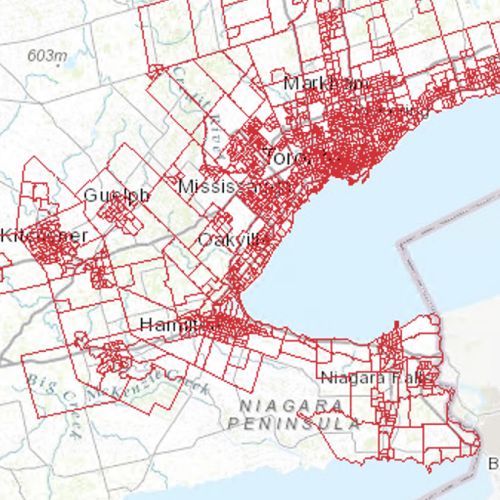 603m
Markham
Credit River
Toronto
Mississauga
Guelph
Kitchener
Oakville
Hamilton
Niagara Falls
Big Creek
McKenzie Creek
NIAGARA
PENINSULA
B